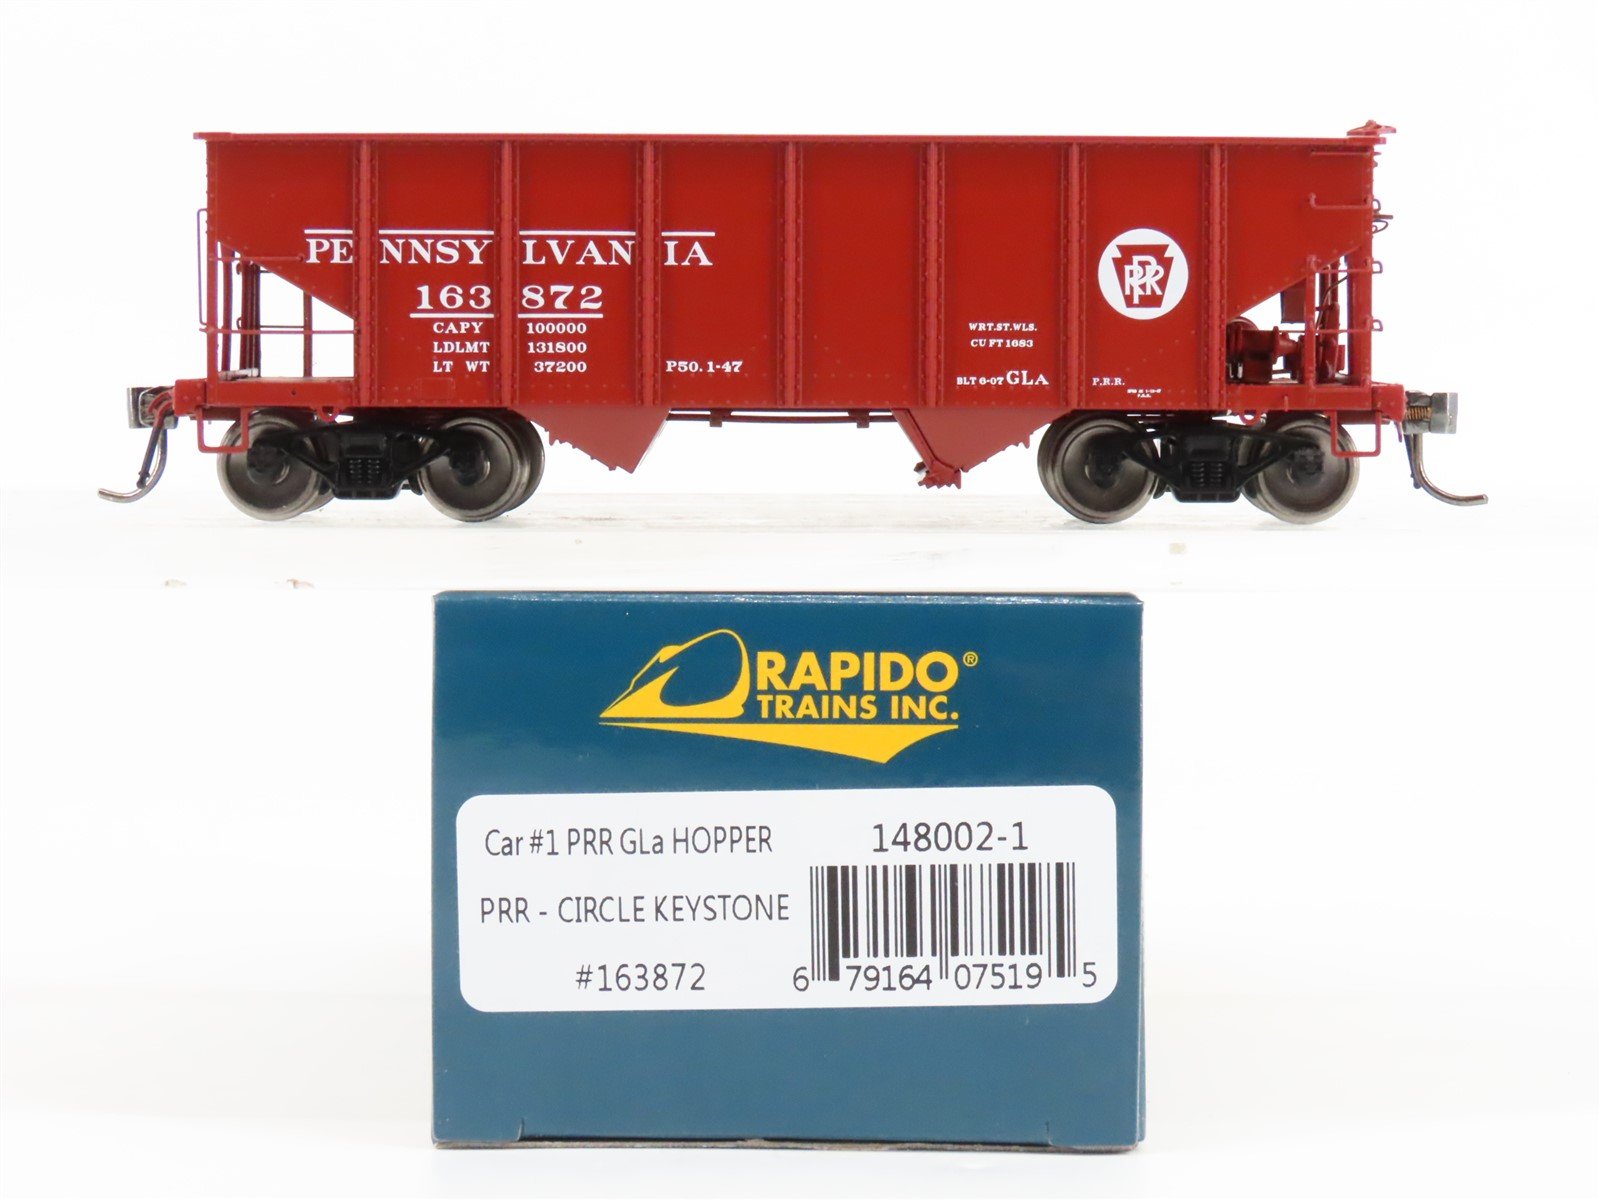 PENNSYLVANIA
163872
CAPY 100000
LDLMT 131800
LT WT 37200
P50. 1-47
WRT.ST.WLS.
CU FT 1683
BLT 6-07 GLA
P.R.R.
PRR
RAPIDO®
TRAINS INC.
Car #1 PRR GLa HOPPER
148002-1
PRR - CIRCLE KEYSTONE
#163872
6 79164 07519 5